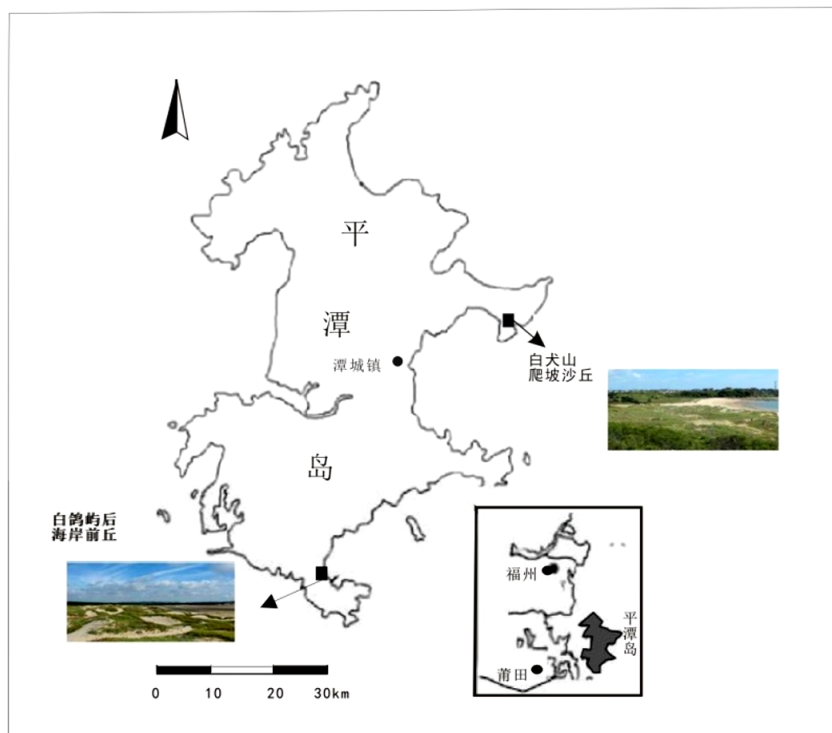 平
潭
潭城镇
白犬山
爬坡沙丘
岛
白鸽屿后
海岸前丘
福州
平潭岛
莆田
0 10 20 30km